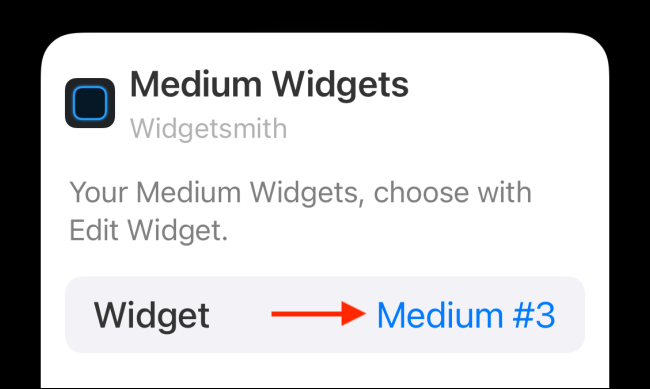 Medium Widgets
Widgetsmith
Your Medium Widgets, choose with
Edit Widget.
Widget Medium #3